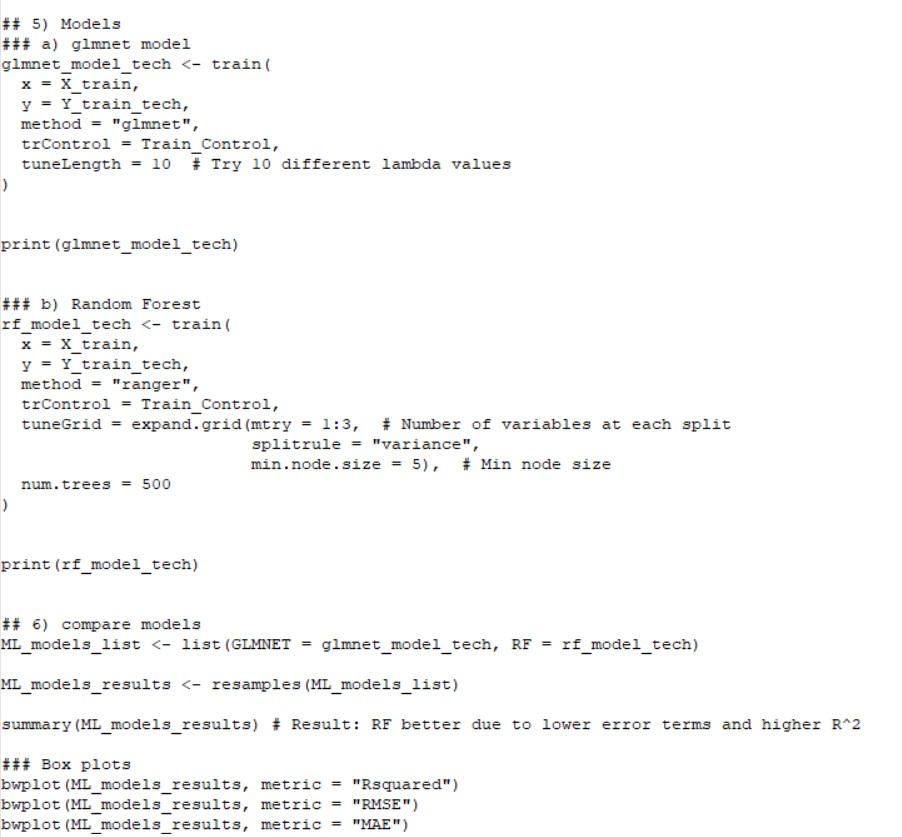 ## 5) Models
### a) glmnet model
glmnet_model_tech <- train(
  x = X_train,
  y = Y_train_tech,
  method = "glmnet",
  trControl = Train_Control,
  tuneLength = 10  # Try 10 different lambda values
)
print(glmnet_model_tech)
### b) Random Forest
rf_model_tech <- train(
  x = X_train,
  y = Y_train_tech,
  method = "ranger",
  trControl = Train_Control,
  tuneGrid = expand.grid(mtry = 1:3,  # Number of variables at each split
                         splitrule = "variance",
                         min.node.size = 5),  # Min node size
  num.trees = 500
)
print(rf_model_tech)
## 6) compare models
ML_models_list <- list(GLMNET = glmnet_model_tech, RF = rf_model_tech)
ML_models_results <- resamples(ML_models_list)
summary(ML_models_results) # Result: RF better due to lower error terms and higher R^2
### Box plots
bwplot(ML_models_results, metric = "Rsquared")
bwplot(ML_models_results, metric = "RMSE")
bwplot(ML_models_results, metric = "MAE")